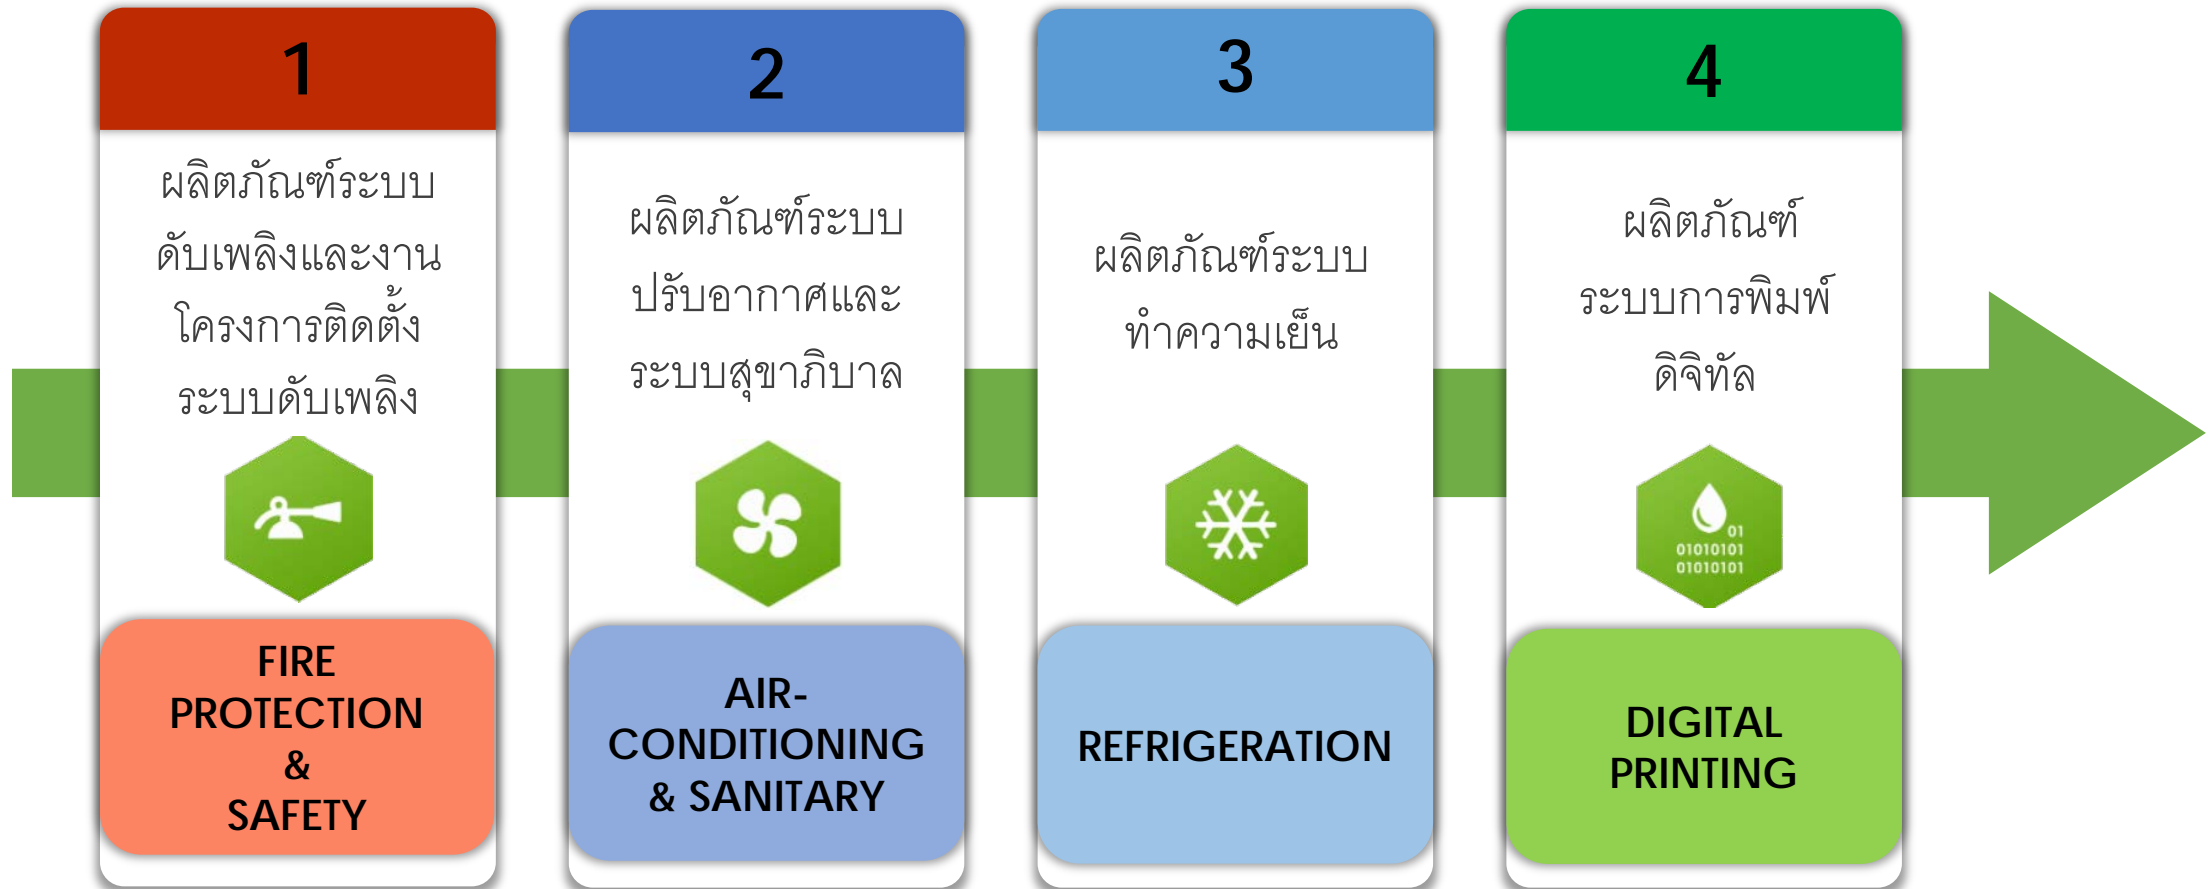 1
ผลิตภัณฑ์ระบบ
ดับเพลิงและงาน
โครงการติดตั้ง
ระบบดับเพลิง
FIRE
PROTECTION
&
SAFETY
2
ผลิตภัณฑ์ระบบ
ปรับอากาศและ
ระบบสุขาภิบาล
AIR-
CONDITIONING
& SANITARY
3
ผลิตภัณฑ์ระบบ
ทำความเย็น
REFRIGERATION
4
ผลิตภัณฑ์
ระบบการพิมพ์
ดิจิทัล
01
01010101
01010101
DIGITAL
PRINTING